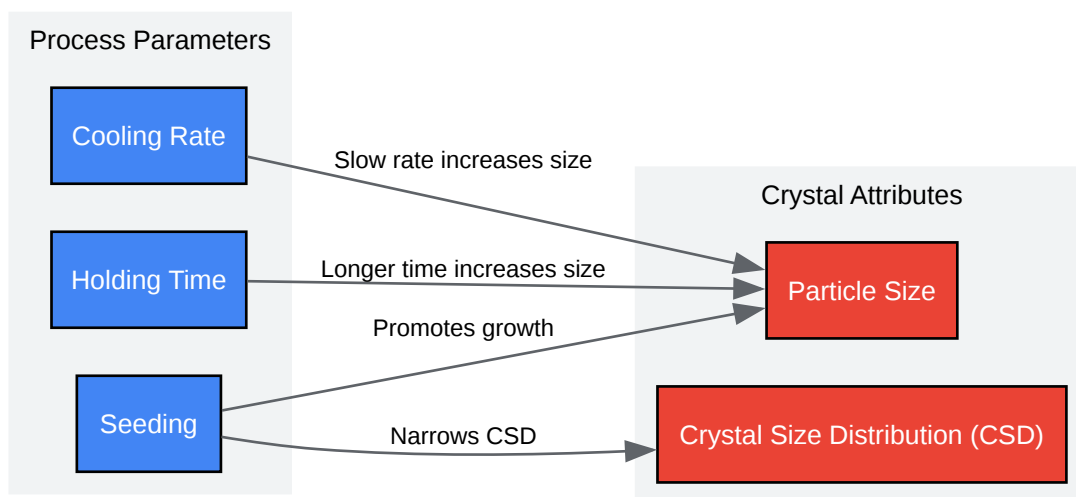 Process Parameters
Cooling Rate
Slow rate increases size
Crystal Attributes
Holding Time
Longer time increases size
Particle Size
Promotes growth
Seeding
Narrows CSD
Crystal Size Distribution (CSD)